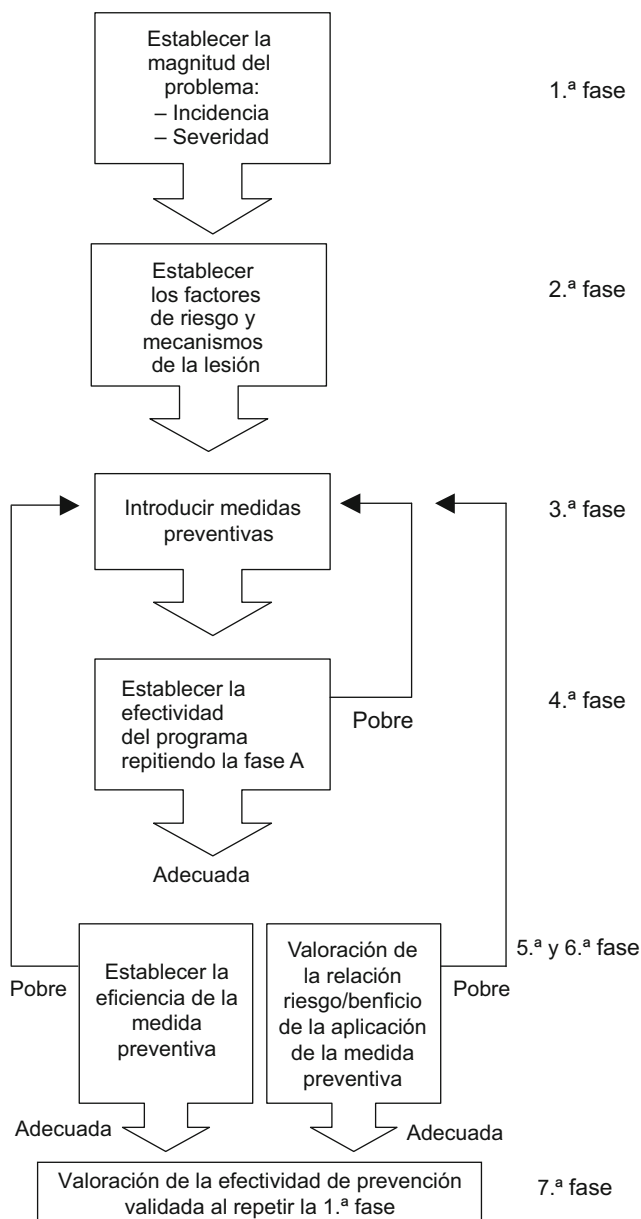 Establecer la
magnitud del
problema:
– Incidencia
– Severidad
1.ª fase
Establecer
los factores
de riesgo y
mecanismos
de la lesión
2.ª fase
Introducir medidas
preventivas
3.ª fase
Establecer la
efectividad
del programa
repitiendo la fase A
Pobre
4.ª fase
Adecuada
Establecer la
eficiencia de la
medida
preventiva
Pobre
Valoración de
la relación
riesgo/benficio
de la aplicación
de la medida
preventiva
Pobre
5.ª y 6.ª fase
Adecuada
Adecuada
Valoración de la efectividad de prevención
validada al repetir la 1.ª fase
7.ª fase